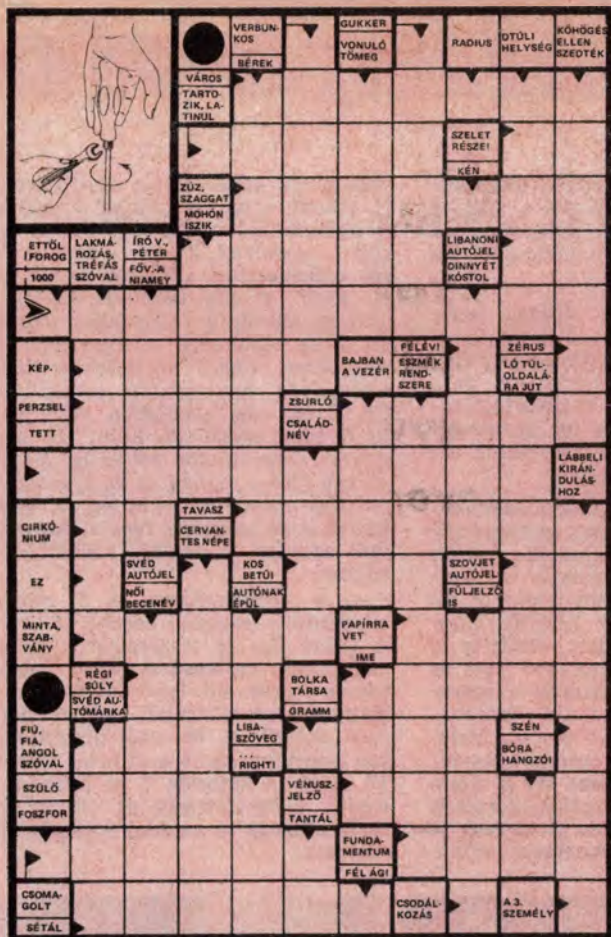 VERBUN-
KOS
BÉREK
GUKKER
VONULÓ
TÖMEG
RADIUS
DTÚLI
HELYSÉG
KÖHÖGÉS
ELLEN
SZEDTÉK
VÁROS
TARTO-
ZIK, LA-
TINUL
SZELET
RÉSZE!
KÉN
ZÚZ,
SZAGGAT
MOHÓN
ISZIK
ETTŐL
FOROG
1000
LAKMÁ-
ROZÁS,
TRÉFÁS
SZÓVAL
ÍRÓ V.,
PÉTER
FŐV.-A
NIAMEY
LIBANONI
AUTÓJEL
DINNYÉT
KÓSTOL
KÉP-
BAJBAN
A VEZÉR
FÉLÉV!
ESZMÉK
REND-
SZERE
ZÉRUS
LÓ TÚL-
OLDALÁ-
RA JUT
PERZSEL
TETT
ZSURLÓ
CSALÁD-
NÉV
LÁBBELI
KIRÁN-
DULÁS-
HOZ
CIRKÓ-
NIUM
TAVASZ
CERVAN-
TES NÉPE
EZ
SVÉD
AUTÓJEL
NŐI
BECENÉV
KOS
BETŰI
AUTÓNAK
ÉPÜL
SZOVJET
AUTÓJEL
FÜLJELZŐ
IS
MINTA,
SZAB-
VÁNY
PAPÍRRA
VET
IME
RÉGI
SÚLY
SVÉD AU-
TÓMÁRKA
BOLKA
TÁRSA
GRAMM
FIÚ,
FIA,
ANGOL
SZÓVAL
LIBA-
SZÖVEG
...
RIGHT!
SZÉN
BÓRA
HANGZÓI
SZÜLŐ
FOSZFOR
VÉNUSZ-
JELZŐ
TANTÁL
FUNDA-
MENTUM
FÉL ÁG!
CSOMA-
GOLT
SÉTÁL
CSODÁL-
KOZÁS
A 3.
SZEMÉLY